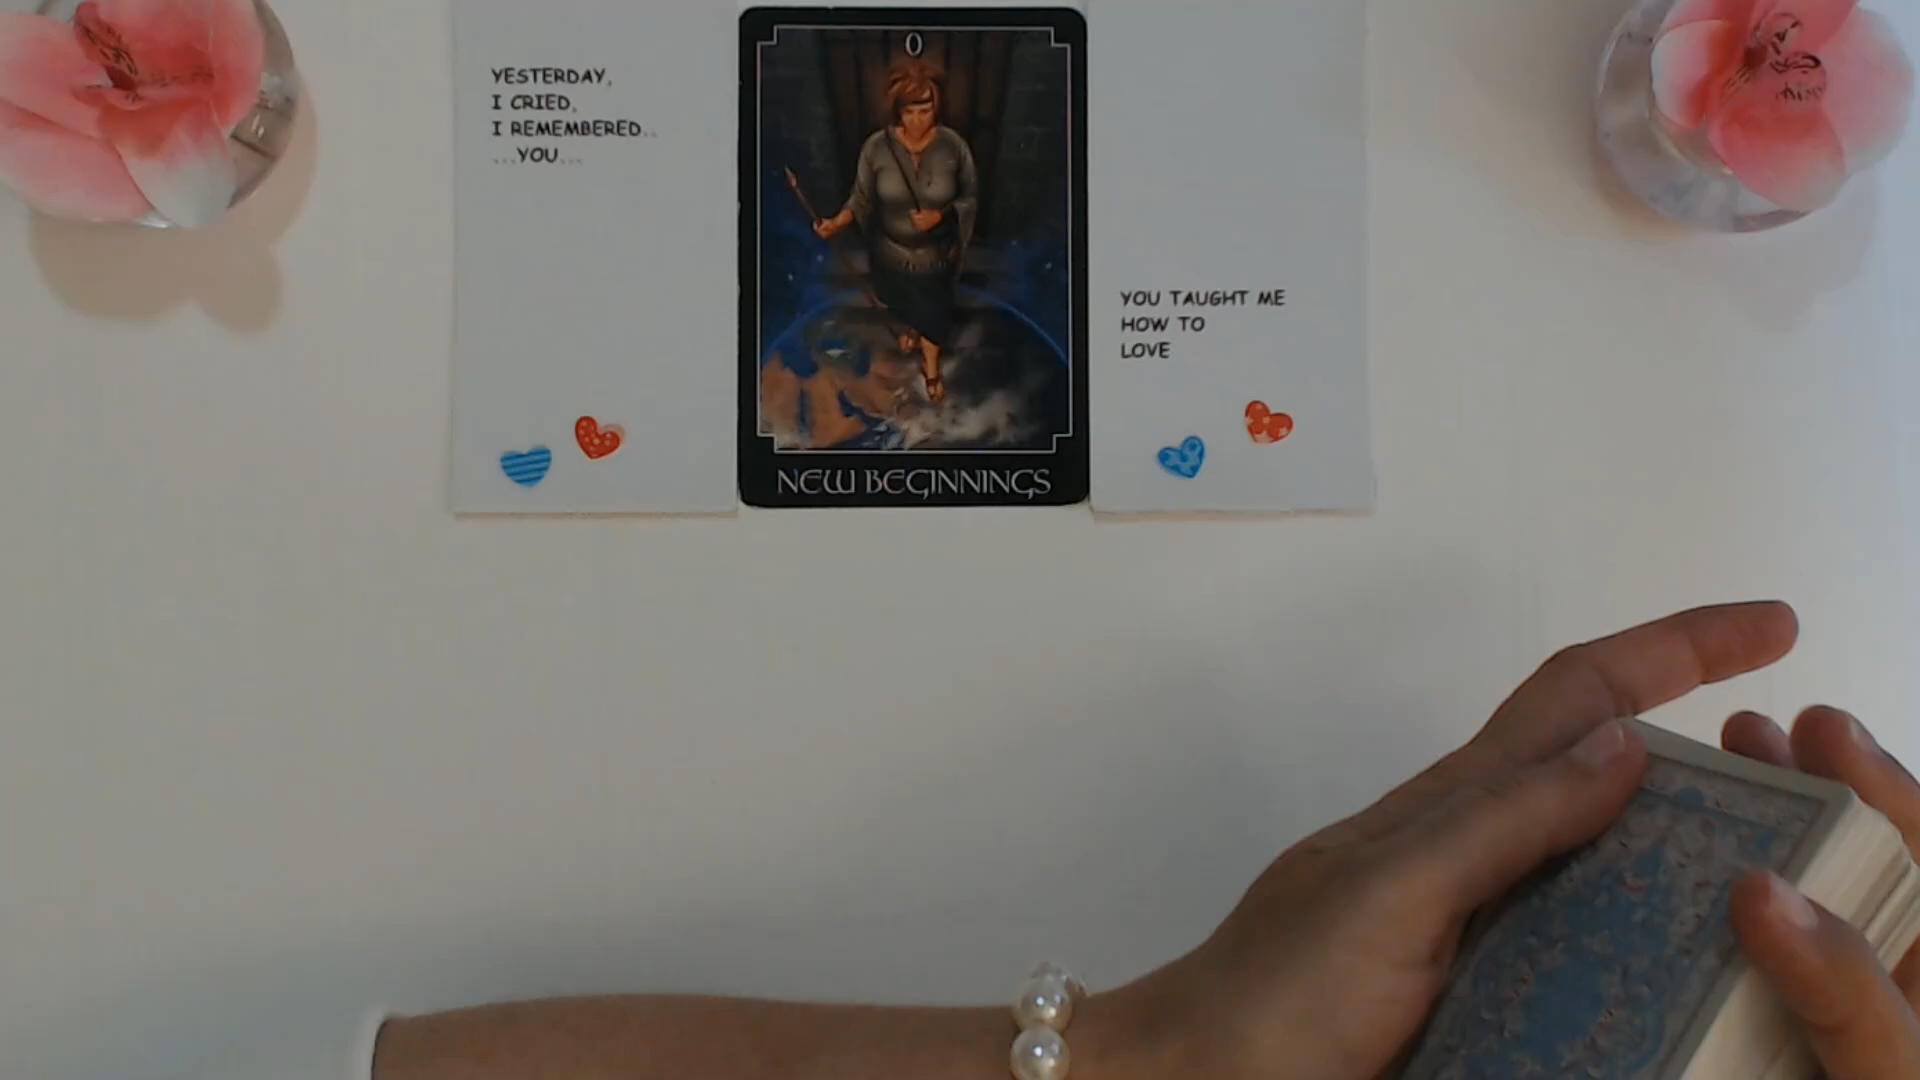 YESTERDAY,
I CRIED,
I REMEMBERED..
...YOU...
0
NEW BEGINNINGS
YOU TAUGHT ME
HOW TO
LOVE